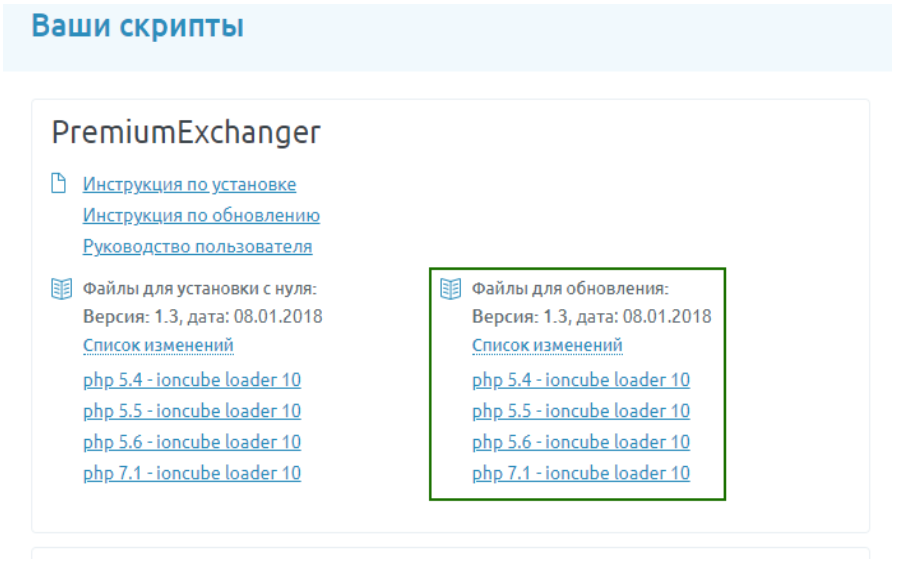 Ваши скрипты
PremiumExchanger
Инструкция по установке
Инструкция по обновлению
Руководство пользователя
Файлы для установки с нуля:
Версия: 1.3, дата: 08.01.2018
Список изменений
php 5.4 - ioncube loader 10
php 5.5 - ioncube loader 10
php 5.6 - ioncube loader 10
php 7.1 - ioncube loader 10
Файлы для обновления:
Версия: 1.3, дата: 08.01.2018
Список изменений
php 5.4 - ioncube loader 10
php 5.5 - ioncube loader 10
php 5.6 - ioncube loader 10
php 7.1 - ioncube loader 10